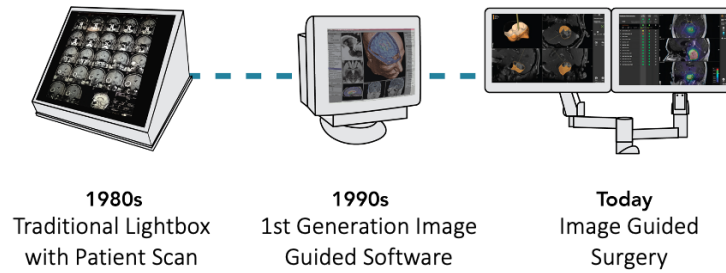 1980s
Traditional Lightbox
with Patient Scan
1990s
1st Generation Image
Guided Software
Today
Image Guided
Surgery